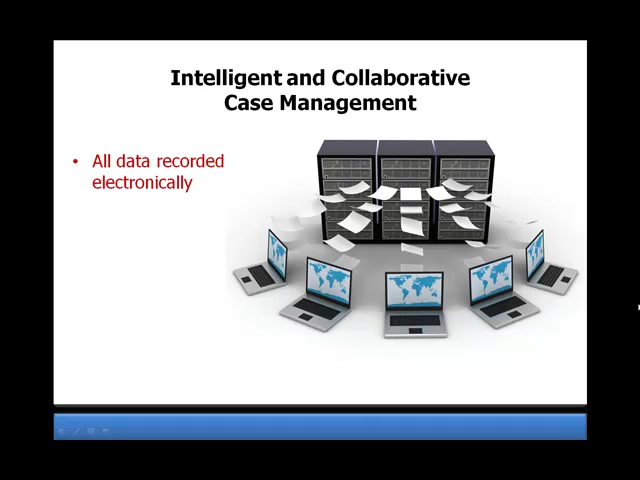 Intelligent and Collaborative
Case Management
• All data recorded
electronically